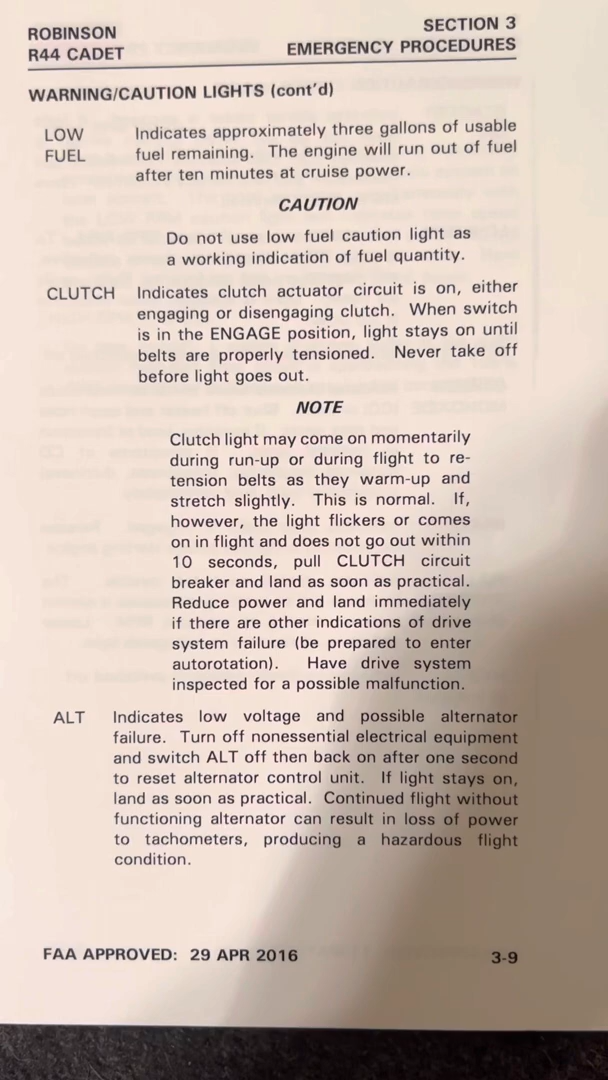 ROBINSON
R44 CADET
SECTION 3
EMERGENCY PROCEDURES
WARNING/CAUTION LIGHTS (cont'd)
LOW FUEL
Indicates approximately three gallons of usable
fuel remaining. The engine will run out of fuel
after ten minutes at cruise power.
CAUTION
Do not use low fuel caution light as
a working indication of fuel quantity.
CLUTCH Indicates clutch actuator circuit is on, either
engaging or disengaging clutch. When switch
is in the ENGAGE position, light stays on until
belts are properly tensioned. Never take off
before light goes out.
NOTE
Clutch light may come on momentarily
during run-up or during flight to re-
tension belts as they warm-up and
stretch slightly. This is normal. If,
however, the light flickers or comes
on in flight and does not go out within
10 seconds, pull CLUTCH circuit
breaker and land as soon as practical.
Reduce power and land immediately
if there are other indications of drive
system failure (be prepared to enter
autorotation). Have drive system
inspected for a possible malfunction.
ALT Indicates low voltage and possible alternator
failure. Turn off nonessential electrical equipment
and switch ALT off then back on after one second
to reset alternator control unit. If light stays on,
land as soon as practical. Continued flight without
functioning alternator can result in loss of power
to tachometers, producing a hazardous flight
condition.
FAA APPROVED: 29 APR 2016
3-9